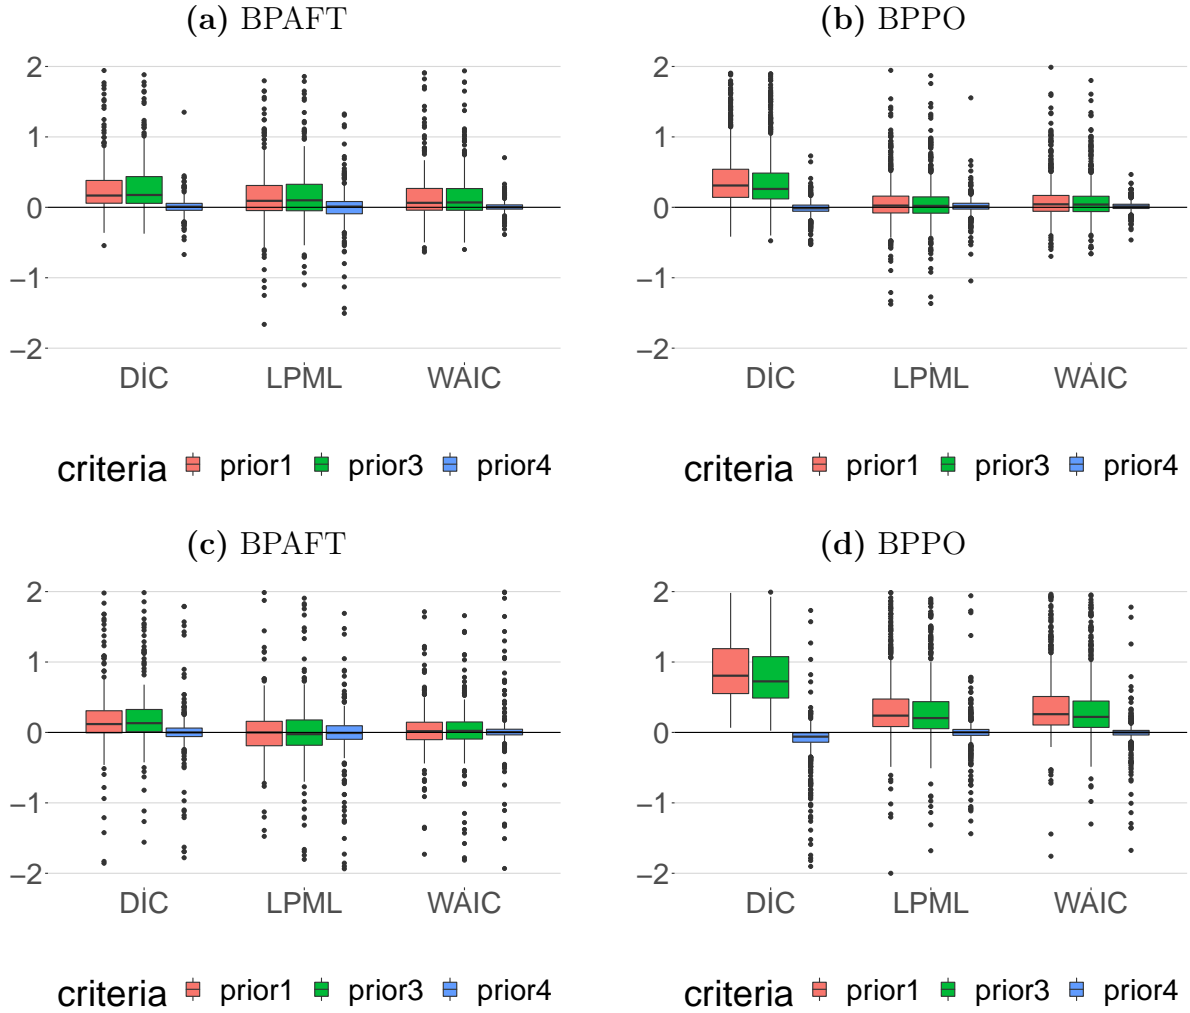 (a) BPAFT
2
1
0
−1
−2
DIC LPML WAIC
criteria prior1 prior3 prior4
(b) BPPO
2
1
0
−1
−2
DIC LPML WAIC
criteria prior1 prior3 prior4
(c) BPAFT
2
1
0
−1
−2
DIC LPML WAIC
criteria prior1 prior3 prior4
(d) BPPO
2
1
0
−1
−2
DIC LPML WAIC
criteria prior1 prior3 prior4